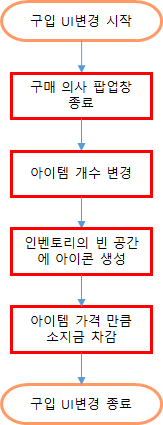 구입 UI변경 시작
구매 의사 팝업창
종료
아이템 개수 변경
인벤토리의 빈 공간
에 아이콘 생성
아이템 가격 만큼
소지금 차감
구입 UI변경 종료